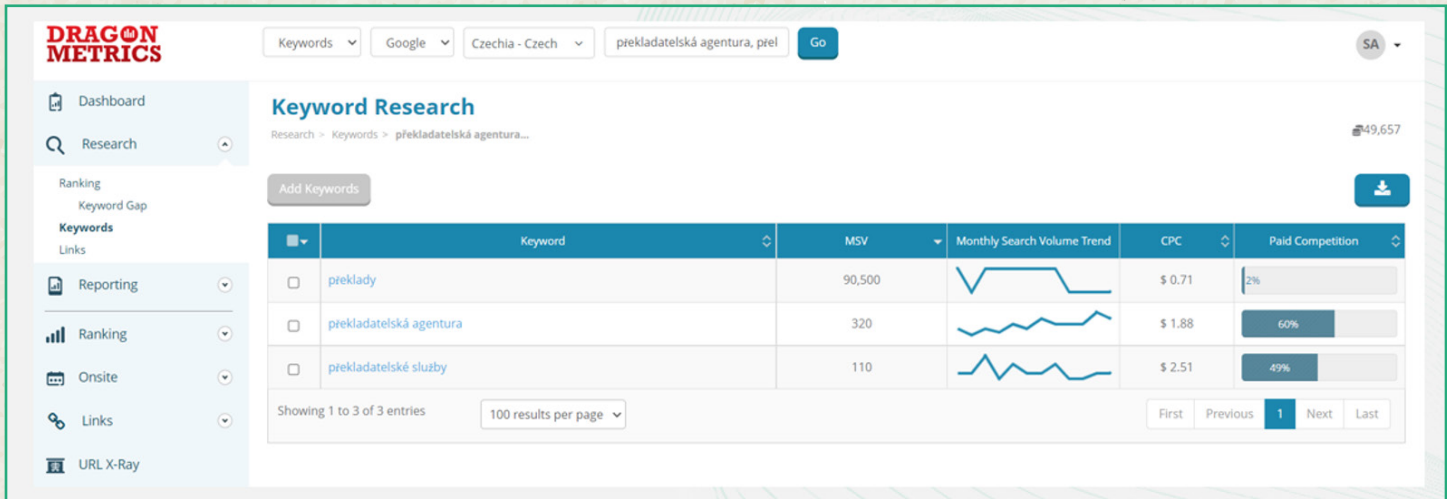 DRAGON
METRICS
Keywords
Google
Czechia - Czech
překladatelská agentura, přel
Go
SA
Dashboard
Research
Ranking
Keyword Gap
Keywords
Links
Reporting
Ranking
Onsite
Links
URL X-Ray
Keyword Research
Research > Keywords > překladatelská agentura...
49,657
Add Keywords
Keyword MSV Monthly Search Volume Trend CPC Paid Competition
překlady 90,500 $ 0.71 2%
překladatelská agentura 320 $ 1.88 60%
překladatelské služby 110 $ 2.51 49%
Showing 1 to 3 of 3 entries 100 results per page First Previous 1 Next Last